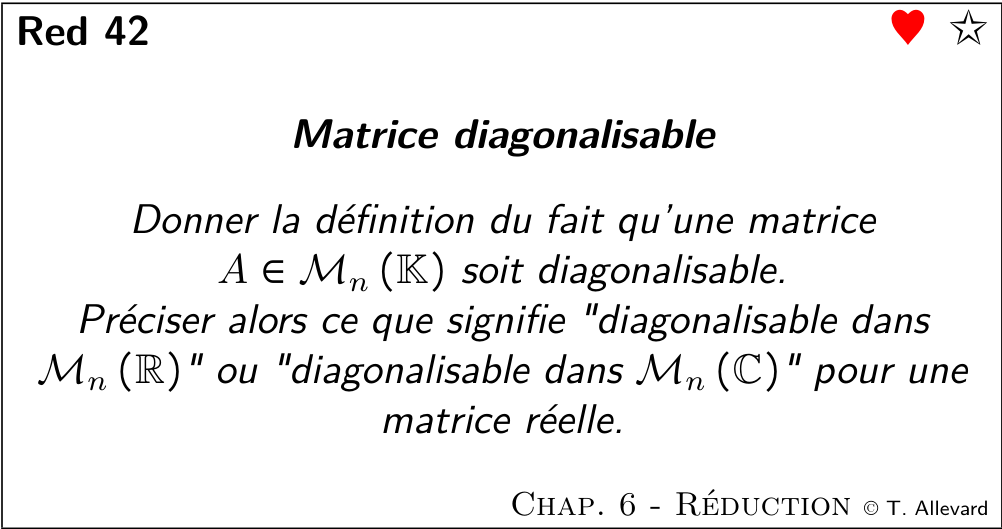 Red 42
Matrice diagonalisable
Donner la définition du fait qu'une matrice
A ∈ ℳₙ (𝕂) soit diagonalisable.
Préciser alors ce que signifie "diagonalisable dans
ℳₙ (ℝ)" ou "diagonalisable dans ℳₙ (ℂ)" pour une
matrice réelle.
Chap. 6 - Réduction © T. Allevard